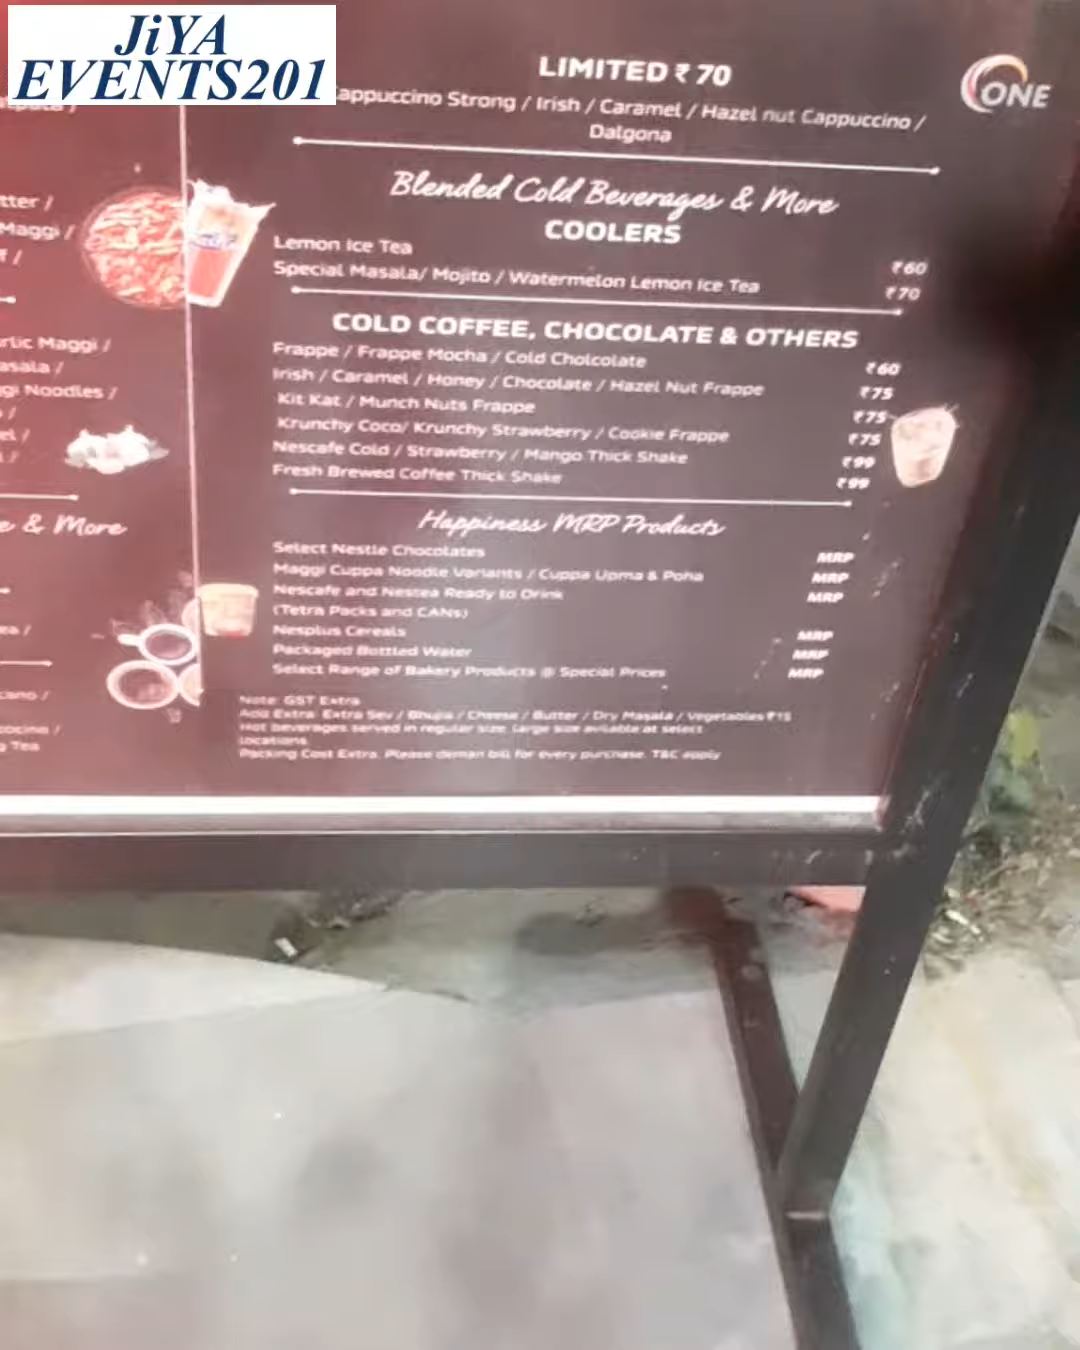 JiYA
EVENTS201
LIMITED ₹ 70
ONE
Cappuccino Strong / Irish / Caramel / Hazel nut Cappuccino /
Dalgona
Blended Cold Beverages & More
COOLERS
Lemon Ice Tea ₹60
Special Masala/ Mojito / Watermelon Lemon Ice Tea ₹70
COLD COFFEE, CHOCOLATE & OTHERS
Frappe / Frappe Mocha / Cold Cholcolate ₹60
Irish / Caramel / Honey / Chocolate / Hazel Nut Frappe ₹75
Kit Kat / Munch Nuts Frappe ₹75
Krunchy Coco/ Krunchy Strawberry / Cookie Frappe ₹75
Nescafe Cold / Strawberry / Mango Thick Shake ₹99
Fresh Brewed Coffee Thick Shake ₹99
Happiness MRP Products
Select Nestle Chocolates MRP
Maggi Cuppa Noodle Variants / Cuppa Upma & Poha MRP
Nescafe and Nestea Ready to Drink MRP
(Tetra Packs and CANs)
Nesplus Cereals MRP
Packaged Bottled Water MRP
Select Range of Bakery Products @ Special Prices MRP
Note: GST Extra
Add Extra: Extra Sev / Bhujia / Cheese / Butter / Dry Masala / Vegetables ₹15
Hot beverages served in regular size. Large size avilable at select
locations
Packing Cost Extra. Please deman bill for every purchase. T&C apply
tter /
Maggi /
rlic Maggi /
asala /
gi Noodles /
el /
e & More
ea /
cano /
occino /
g Tea